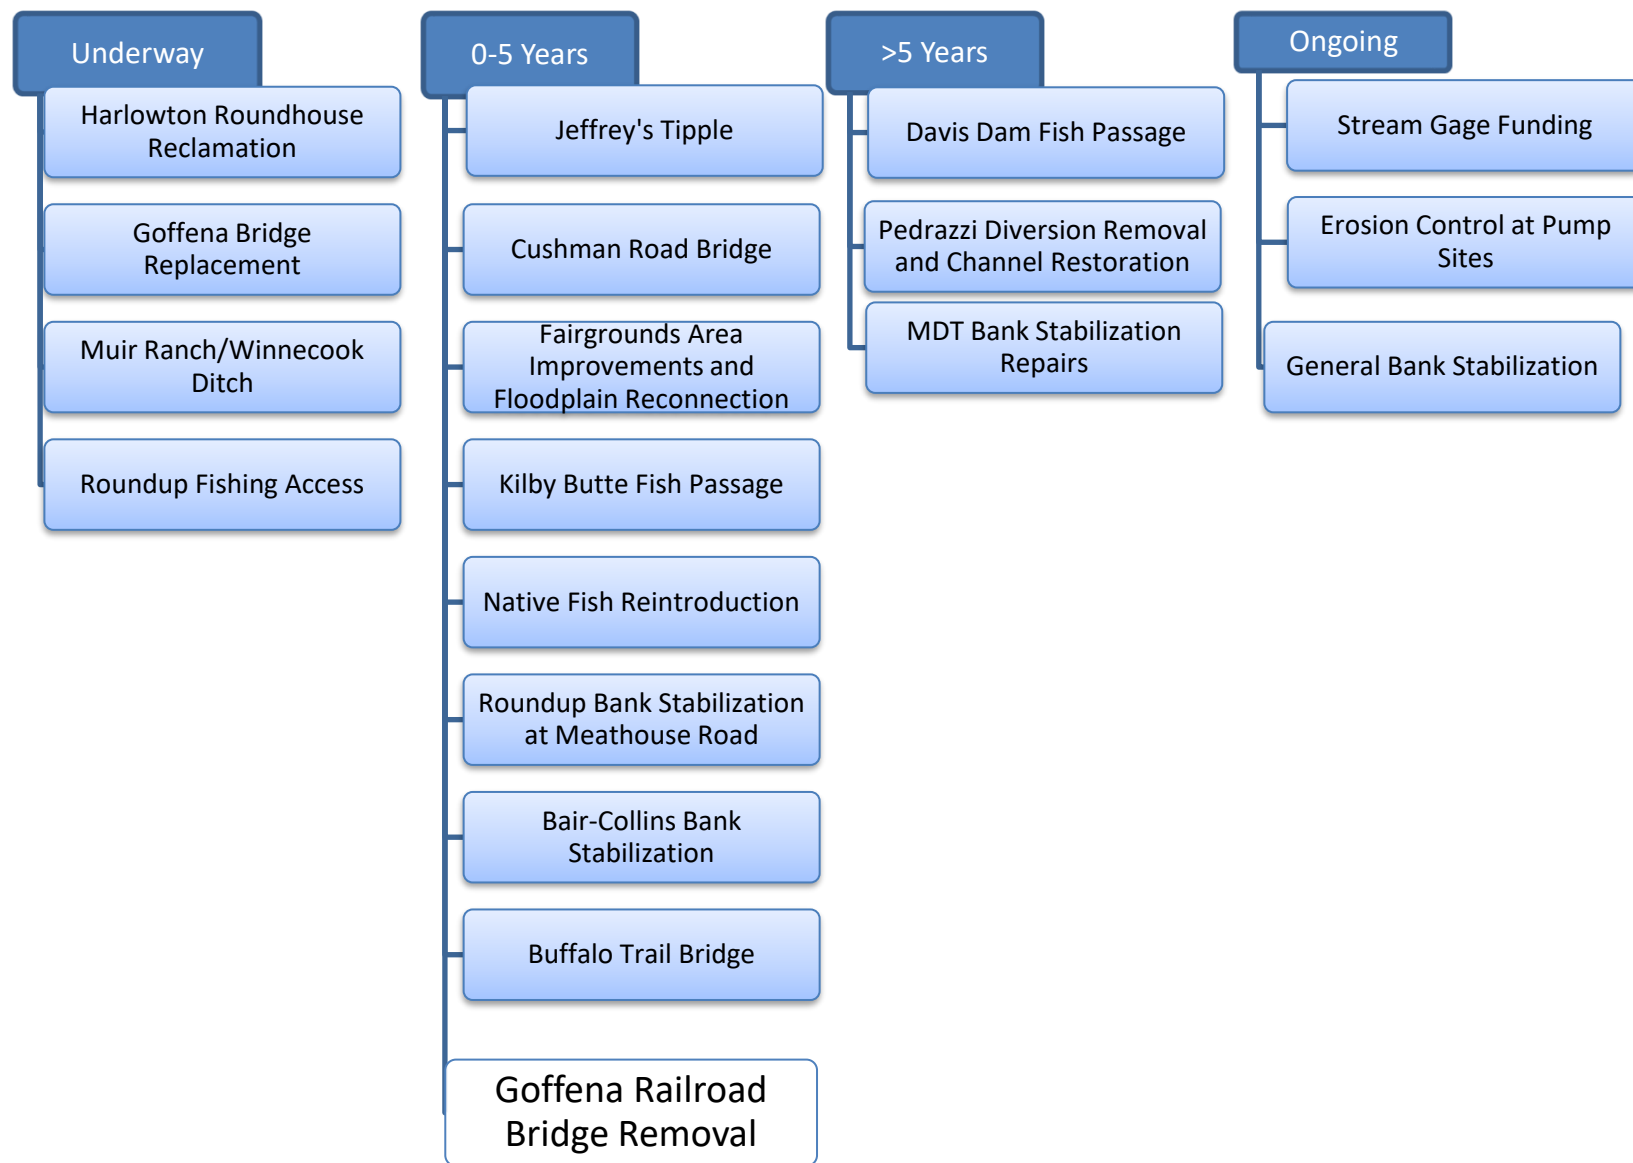 Underway
Harlowton Roundhouse
Reclamation
Goffena Bridge
Replacement
Muir Ranch/Winnecook
Ditch
Roundup Fishing Access
0-5 Years
Jeffrey's Tipple
Cushman Road Bridge
Fairgrounds Area
Improvements and
Floodplain Reconnection
Kilby Butte Fish Passage
Native Fish Reintroduction
Roundup Bank Stabilization
at Meathouse Road
Bair-Collins Bank
Stabilization
Buffalo Trail Bridge
Goffena Railroad
Bridge Removal
>5 Years
Davis Dam Fish Passage
Pedrazzi Diversion Removal
and Channel Restoration
MDT Bank Stabilization
Repairs
Ongoing
Stream Gage Funding
Erosion Control at Pump
Sites
General Bank Stabilization